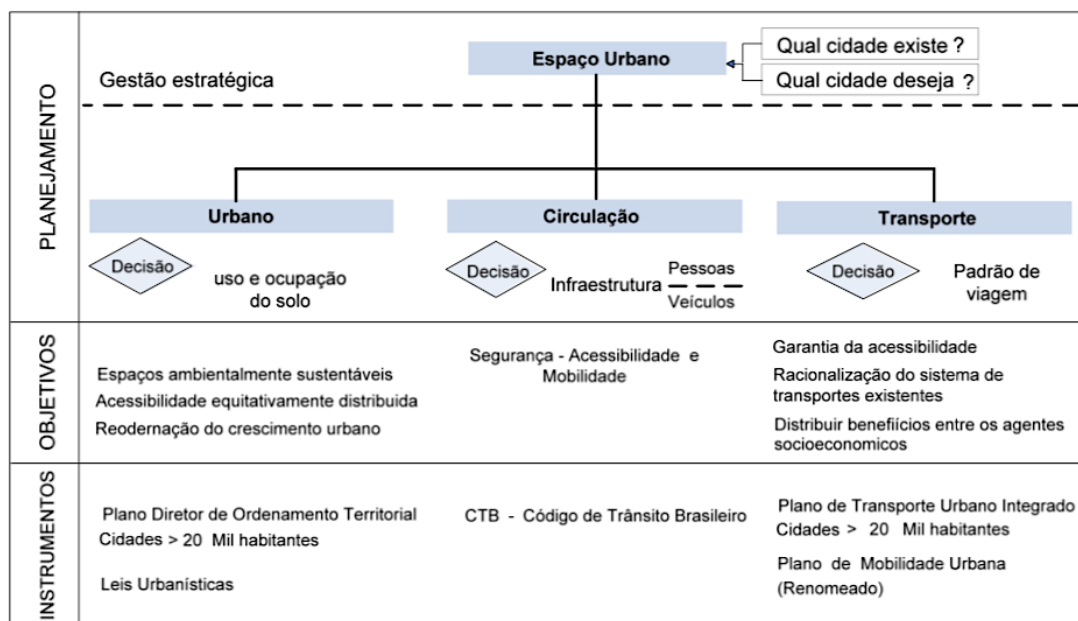 PLANEJAMENTO
Gestão estratégica
Espaço Urbano
Qual cidade existe ?
Qual cidade deseja ?
Urbano
Circulação
Transporte
Decisão
uso e ocupação
do solo
Decisão
Infraestrutura
Pessoas
Veículos
Decisão
Padrão de
viagem
OBJETIVOS
Espaços ambientalmente sustentáveis
Acessibilidade equitativamente distribuida
Reodernação do crescimento urbano
Segurança - Acessibilidade e
Mobilidade
Garantia da acessibilidade
Racionalização do sistema de
transportes existentes
Distribuir benefiícios entre os agentes
socioeconomicos
INSTRUMENTOS
Plano Diretor de Ordenamento Territorial
Cidades > 20 Mil habitantes
Leis Urbanísticas
CTB - Código de Trânsito Brasileiro
Plano de Transporte Urbano Integrado
Cidades > 20 Mil habitantes
Plano de Mobilidade Urbana
(Renomeado)